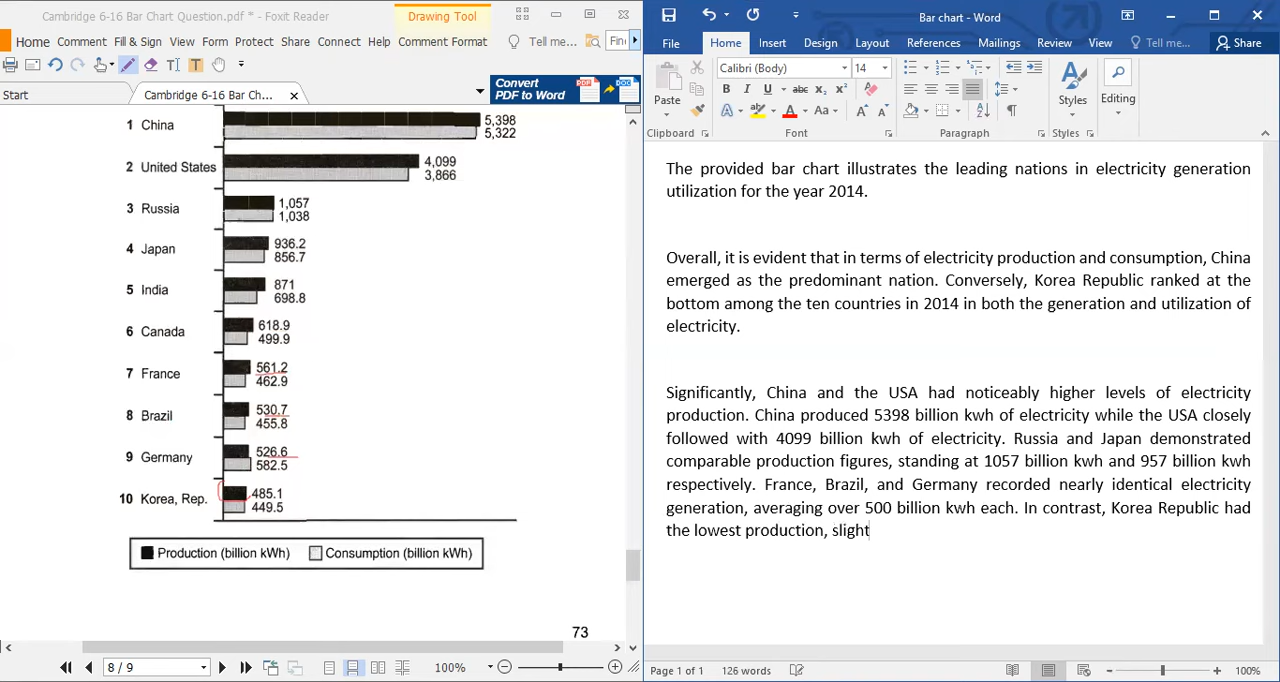 Cambridge 6-16 Bar Chart Question.pdf * - Foxit Reader
Drawing Tool
Home Comment Fill & Sign View Form Protect Share Connect Help Comment Format Tell me...
Convert
PDF to Word
Start Cambridge 6-16 Bar Ch...
1 China 5,398
5,322
2 United States 4,099
3,866
3 Russia 1,057
1,038
4 Japan 936.2
856.7
5 India 871
698.8
6 Canada 618.9
499.9
7 France 561.2
462.9
8 Brazil 530.7
455.8
9 Germany 526.6
582.5
10 Korea, Rep. 485.1
449.5
Production (billion kWh) Consumption (billion kWh)
73
8 / 9 100%
Bar chart - Word
File Home Insert Design Layout References Mailings Review View Tell me... Share
Paste Calibri (Body) 14 Styles Editing
Clipboard Font Paragraph Styles
The provided bar chart illustrates the leading nations in electricity generation
utilization for the year 2014.
Overall, it is evident that in terms of electricity production and consumption, China
emerged as the predominant nation. Conversely, Korea Republic ranked at the
bottom among the ten countries in 2014 in both the generation and utilization of
electricity.
Significantly, China and the USA had noticeably higher levels of electricity
production. China produced 5398 billion kwh of electricity while the USA closely
followed with 4099 billion kwh of electricity. Russia and Japan demonstrated
comparable production figures, standing at 1057 billion kwh and 957 billion kwh
respectively. France, Brazil, and Germany recorded nearly identical electricity
generation, averaging over 500 billion kwh each. In contrast, Korea Republic had
the lowest production, slight
Page 1 of 1 126 words 100%